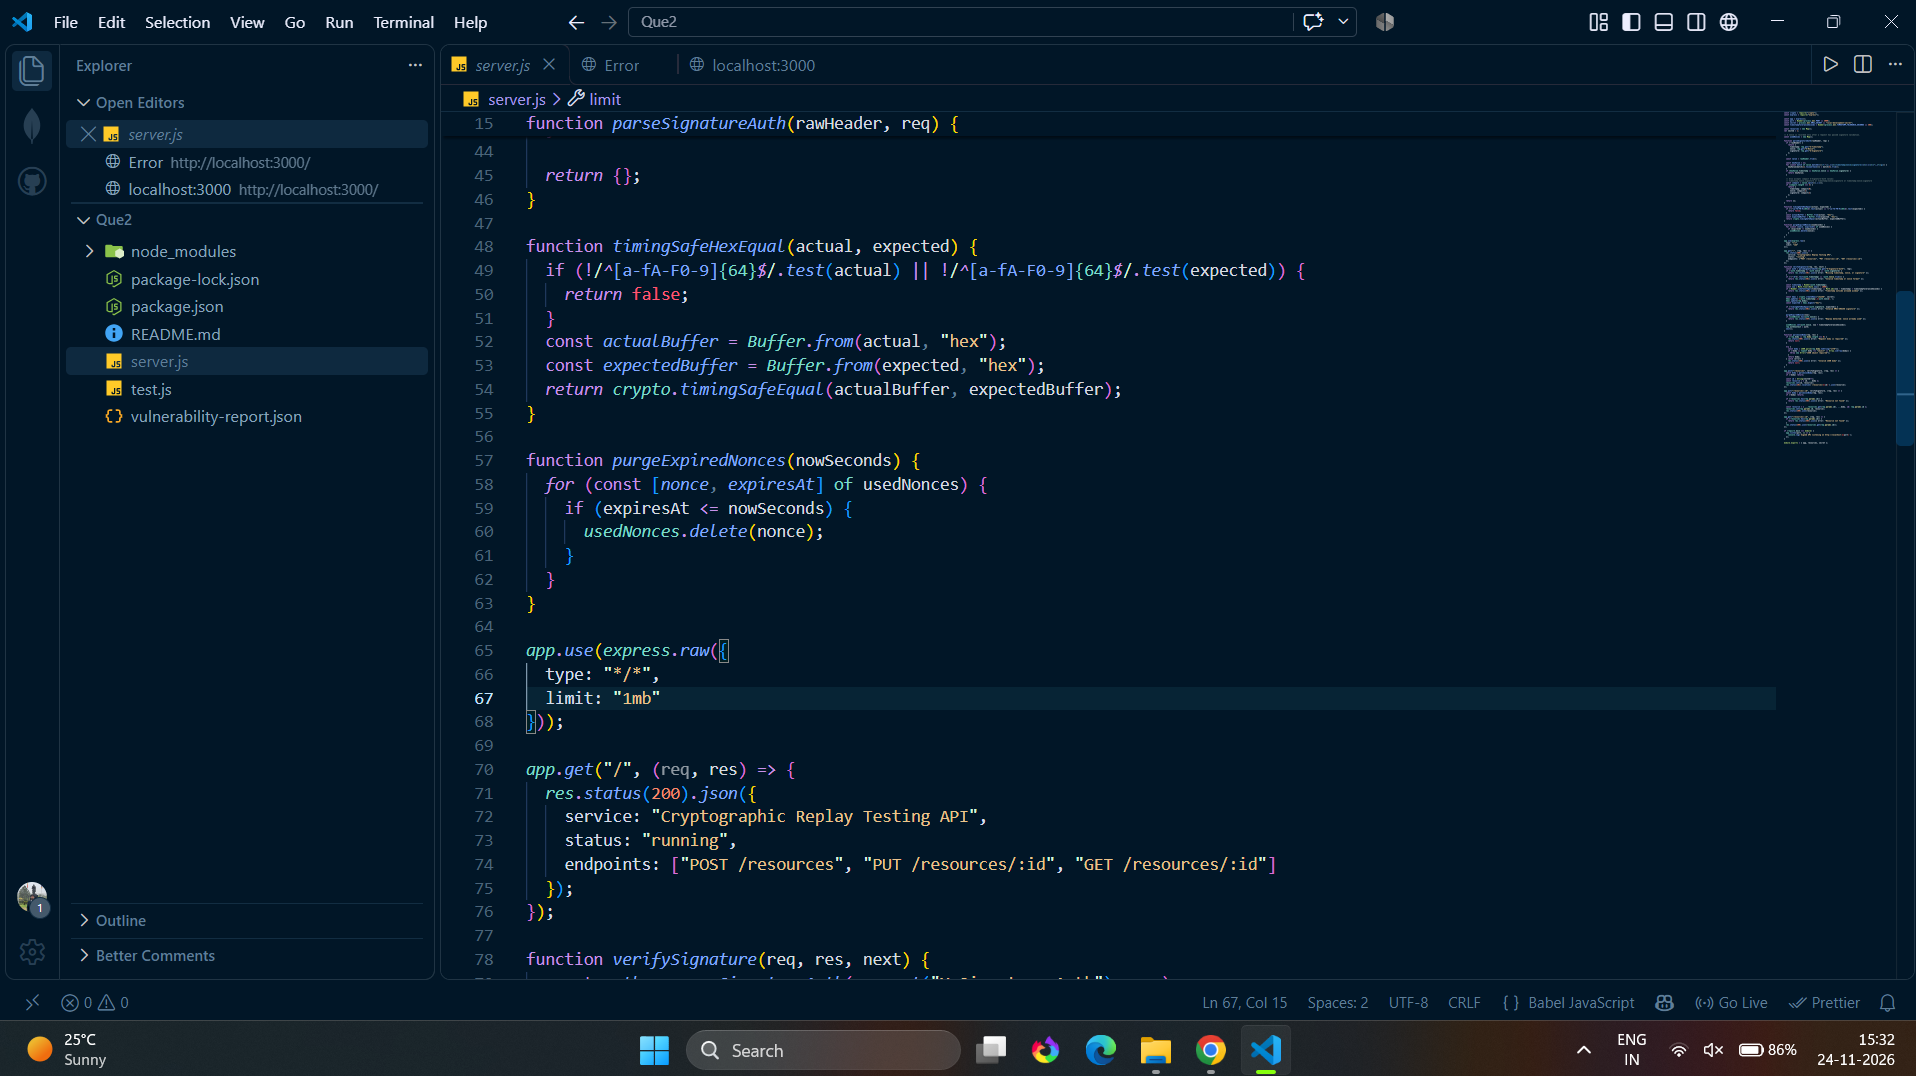 File Edit Selection View Go Run Terminal Help
Que2
Explorer
Open Editors
server.js
Error http://localhost:3000/
localhost:3000 http://localhost:3000/
Que2
node_modules
package-lock.json
package.json
README.md
server.js
test.js
vulnerability-report.json
Outline
Better Comments
1
server.js Error localhost:3000
server.js > limit
15 function parseSignatureAuth(rawHeader, req) {
44
45   return {};
46 }
47
48 function timingSafeHexEqual(actual, expected) {
49   if (!/^[a-fA-F0-9]{64}$/.test(actual) || !/^[a-fA-F0-9]{64}$/.test(expected)) {
50     return false;
51   }
52   const actualBuffer = Buffer.from(actual, "hex");
53   const expectedBuffer = Buffer.from(expected, "hex");
54   return crypto.timingSafeEqual(actualBuffer, expectedBuffer);
55 }
56
57 function purgeExpiredNonces(nowSeconds) {
58   for (const [nonce, expiresAt] of usedNonces) {
59     if (expiresAt <= nowSeconds) {
60       usedNonces.delete(nonce);
61     }
62   }
63 }
64
65 app.use(express.raw({
66   type: "*/*",
67   limit: "1mb"
68 }));
69
70 app.get("/", (req, res) => {
71   res.status(200).json({
72     service: "Cryptographic Replay Testing API",
73     status: "running",
74     endpoints: ["POST /resources", "PUT /resources/:id", "GET /resources/:id"]
75   });
76 });
77
78 function verifySignature(req, res, next) {
0 0
Ln 67, Col 15 Spaces: 2 UTF-8 CRLF { } Babel JavaScript Go Live Prettier
25°C
Sunny
Search
ENG
IN
86%
15:32
24-11-2026